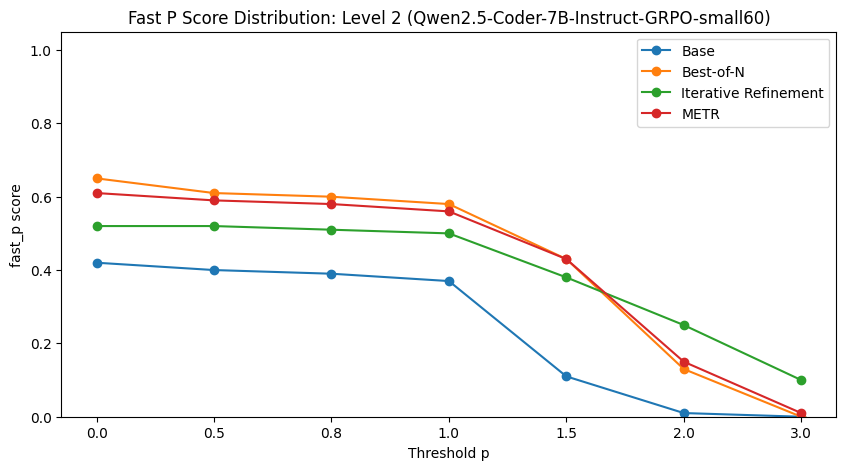 Fast P Score Distribution: Level 2 (Qwen2.5-Coder-7B-Instruct-GRPO-small60)
Base
Best-of-N
Iterative Refinement
METR
fast_p score
1.0
0.8
0.6
0.4
0.2
0.0
0.0 0.5 0.8 1.0 1.5 2.0 3.0
Threshold p